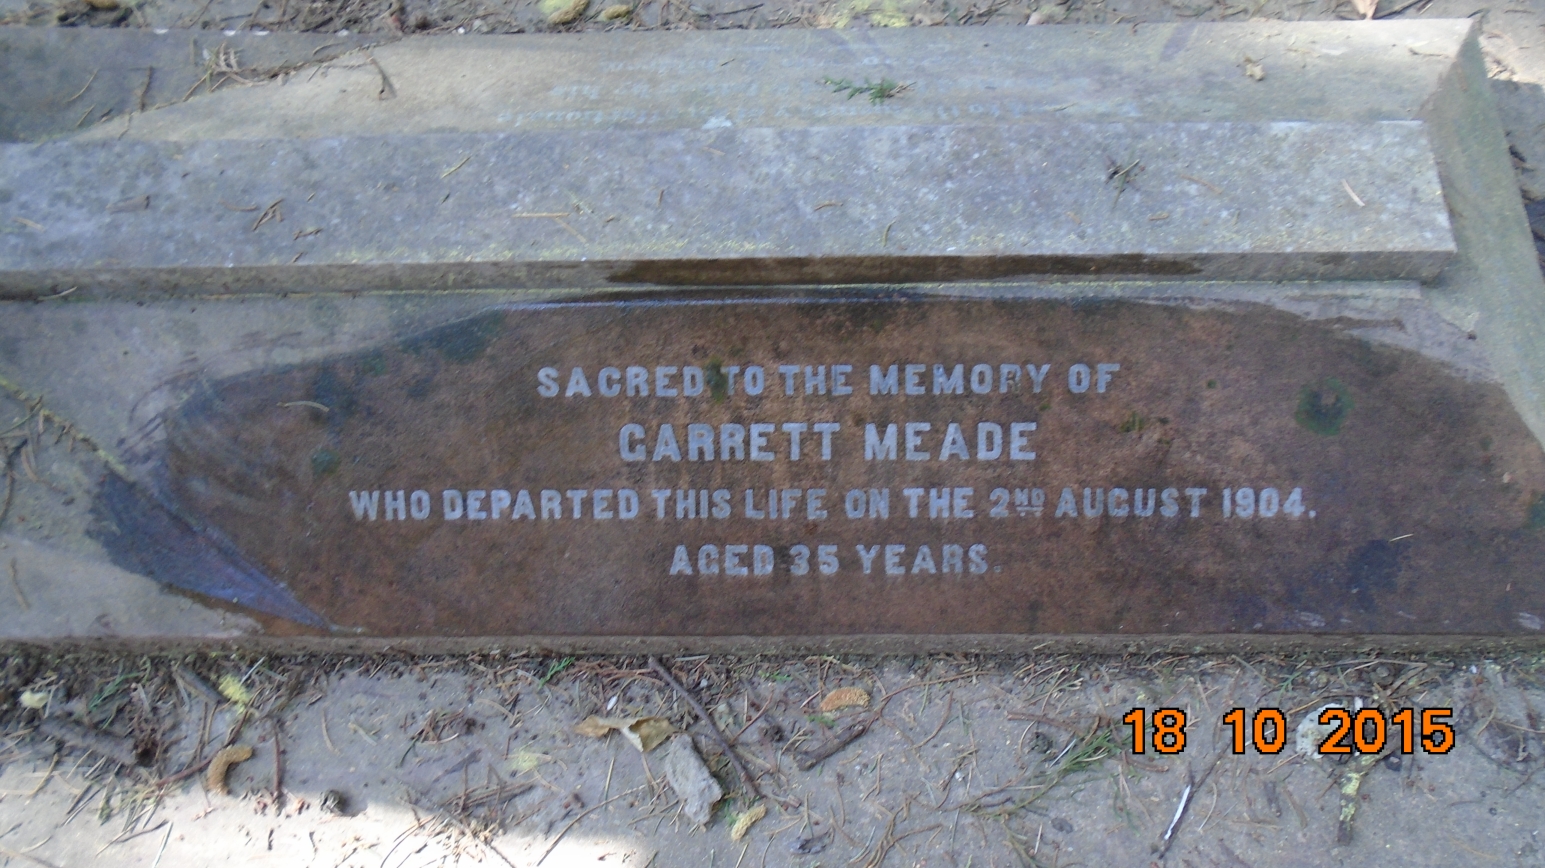 SACRED TO THE MEMORY OF
GARRETT MEADE
WHO DEPARTED THIS LIFE ON THE 2ND AUGUST 1904.
AGED 35 YEARS.
18 10 2015